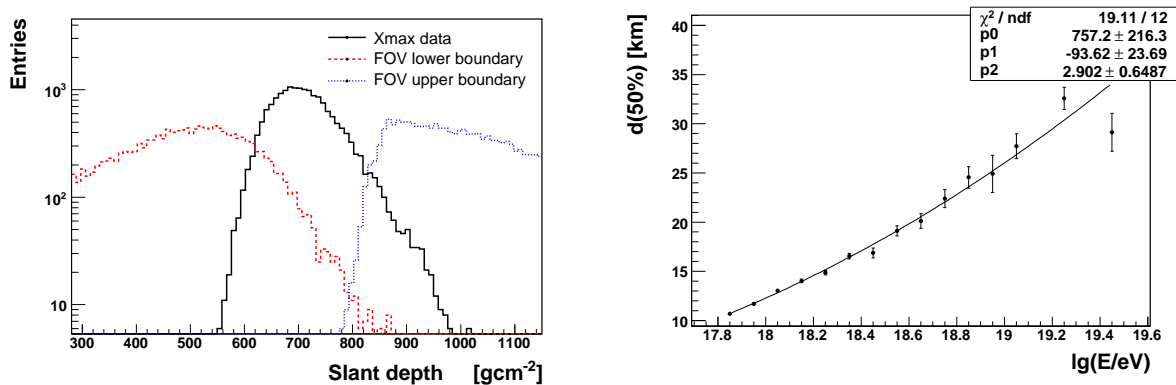 Entries
10³
10²
10
Xmax data
FOV lower boundary
FOV upper boundary
300 400 500 600 700 800 900 1000 1100
Slant depth [gcm⁻²]
d(50%) [km]
40
35
30
25
20
15
10
χ² / ndf 19.11 / 12
p0 757.2 ± 216.3
p1 -93.62 ± 23.69
p2 2.902 ± 0.6487
17.8 18 18.2 18.4 18.6 18.8 19 19.2 19.4 19.6
lg(E/eV)